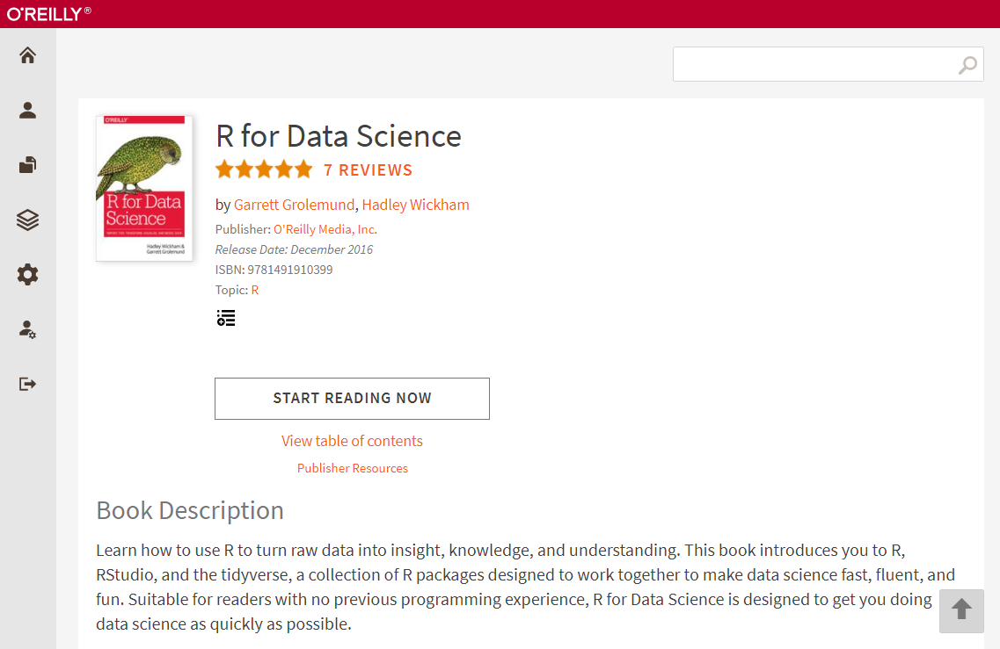 O'REILLY®
O'REILLY
R for Data
Science
Hadley Wickham &
Garrett Grolemund
R for Data Science
7 REVIEWS
by Garrett Grolemund, Hadley Wickham
Publisher: O'Reilly Media, Inc.
Release Date: December 2016
ISBN: 9781491910399
Topic: R
START READING NOW
View table of contents
Publisher Resources
Book Description
Learn how to use R to turn raw data into insight, knowledge, and understanding. This book introduces you to R,
RStudio, and the tidyverse, a collection of R packages designed to work together to make data science fast, fluent, and
fun. Suitable for readers with no previous programming experience, R for Data Science is designed to get you doing
data science as quickly as possible.